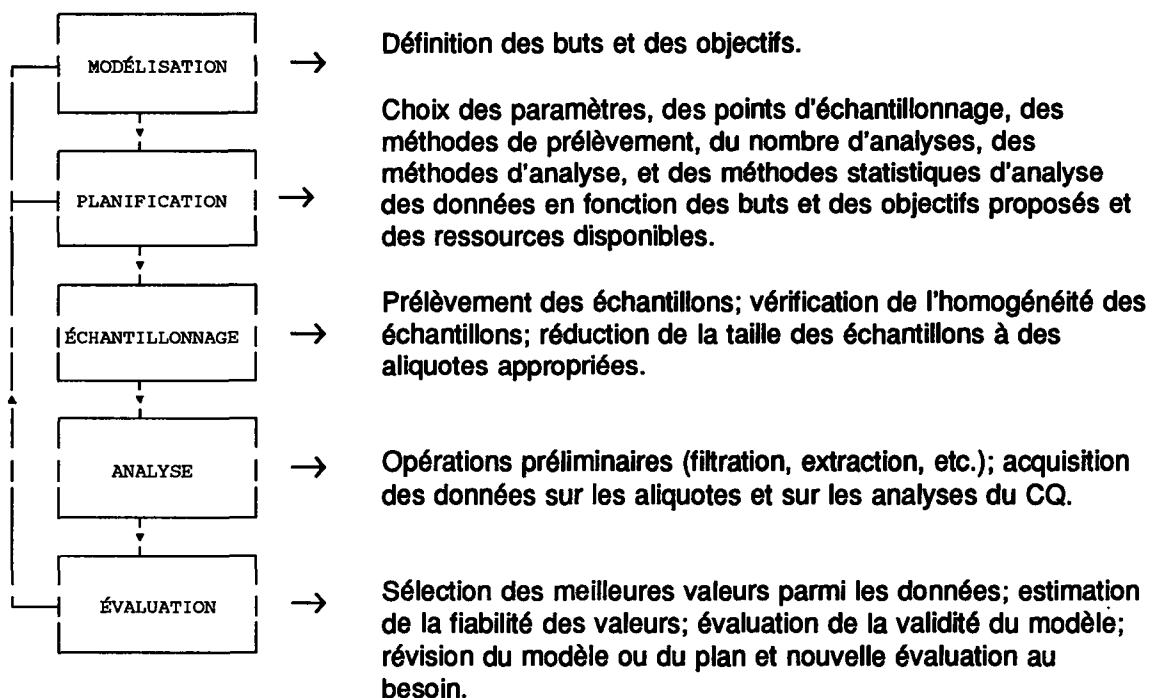 MODÉLISATION → Définition des buts et des objectifs.
Choix des paramètres, des points d'échantillonnage, des
méthodes de prélèvement, du nombre d'analyses, des
méthodes d'analyse, et des méthodes statistiques d'analyse
PLANIFICATION → des données en fonction des buts et des objectifs proposés et
des ressources disponibles.
Prélèvement des échantillons; vérification de l'homogénéité des
ÉCHANTILLONNAGE → échantillons; réduction de la taille des échantillons à des
aliquotes appropriées.
ANALYSE → Opérations préliminaires (filtration, extraction, etc.); acquisition
des données sur les aliquotes et sur les analyses du CQ.
ÉVALUATION → Sélection des meilleures valeurs parmi les données; estimation
de la fiabilité des valeurs; évaluation de la validité du modèle;
révision du modèle ou du plan et nouvelle évaluation au
besoin.